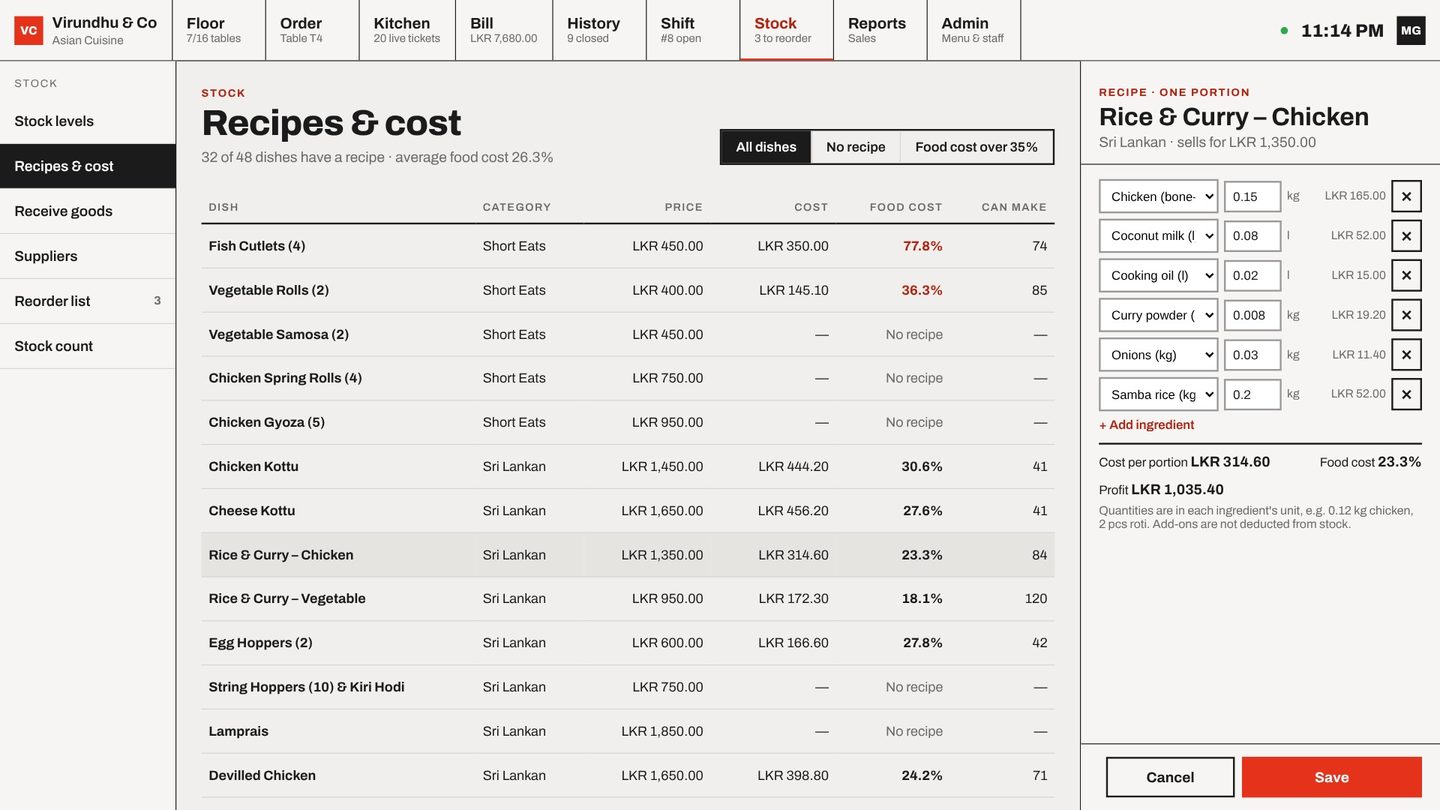 VC
Virundhu & Co
Asian Cuisine
Floor
7/16 tables
Order
Table T4
Kitchen
20 live tickets
Bill
LKR 7,680.00
History
9 closed
Shift
#8 open
Stock
3 to reorder
Reports
Sales
Admin
Menu & staff
11:14 PM
MG
STOCK
Stock levels
Recipes & cost
Receive goods
Suppliers
Reorder list 3
Stock count
STOCK
Recipes & cost
32 of 48 dishes have a recipe · average food cost 26.3%
All dishes No recipe Food cost over 35%
DISH CATEGORY PRICE COST FOOD COST CAN MAKE
Fish Cutlets (4) Short Eats LKR 450.00 LKR 350.00 77.8% 74
Vegetable Rolls (2) Short Eats LKR 400.00 LKR 145.10 36.3% 85
Vegetable Samosa (2) Short Eats LKR 450.00 — No recipe —
Chicken Spring Rolls (4) Short Eats LKR 750.00 — No recipe —
Chicken Gyoza (5) Short Eats LKR 950.00 — No recipe —
Chicken Kottu Sri Lankan LKR 1,450.00 LKR 444.20 30.6% 41
Cheese Kottu Sri Lankan LKR 1,650.00 LKR 456.20 27.6% 41
Rice & Curry – Chicken Sri Lankan LKR 1,350.00 LKR 314.60 23.3% 84
Rice & Curry – Vegetable Sri Lankan LKR 950.00 LKR 172.30 18.1% 120
Egg Hoppers (2) Sri Lankan LKR 600.00 LKR 166.60 27.8% 42
String Hoppers (10) & Kiri Hodi Sri Lankan LKR 750.00 — No recipe —
Lamprais Sri Lankan LKR 1,850.00 — No recipe —
Devilled Chicken Sri Lankan LKR 1,650.00 LKR 398.80 24.2% 71
RECIPE · ONE PORTION
Rice & Curry – Chicken
Sri Lankan · sells for LKR 1,350.00
Chicken (bone- 0.15 kg LKR 165.00 ✕
Coconut milk (l 0.08 l LKR 52.00 ✕
Cooking oil (l) 0.02 l LKR 15.00 ✕
Curry powder ( 0.008 kg LKR 19.20 ✕
Onions (kg) 0.03 kg LKR 11.40 ✕
Samba rice (kg 0.2 kg LKR 52.00 ✕
+ Add ingredient
Cost per portion LKR 314.60 Food cost 23.3%
Profit LKR 1,035.40
Quantities are in each ingredient's unit, e.g. 0.12 kg chicken,
2 pcs roti. Add-ons are not deducted from stock.
Cancel Save